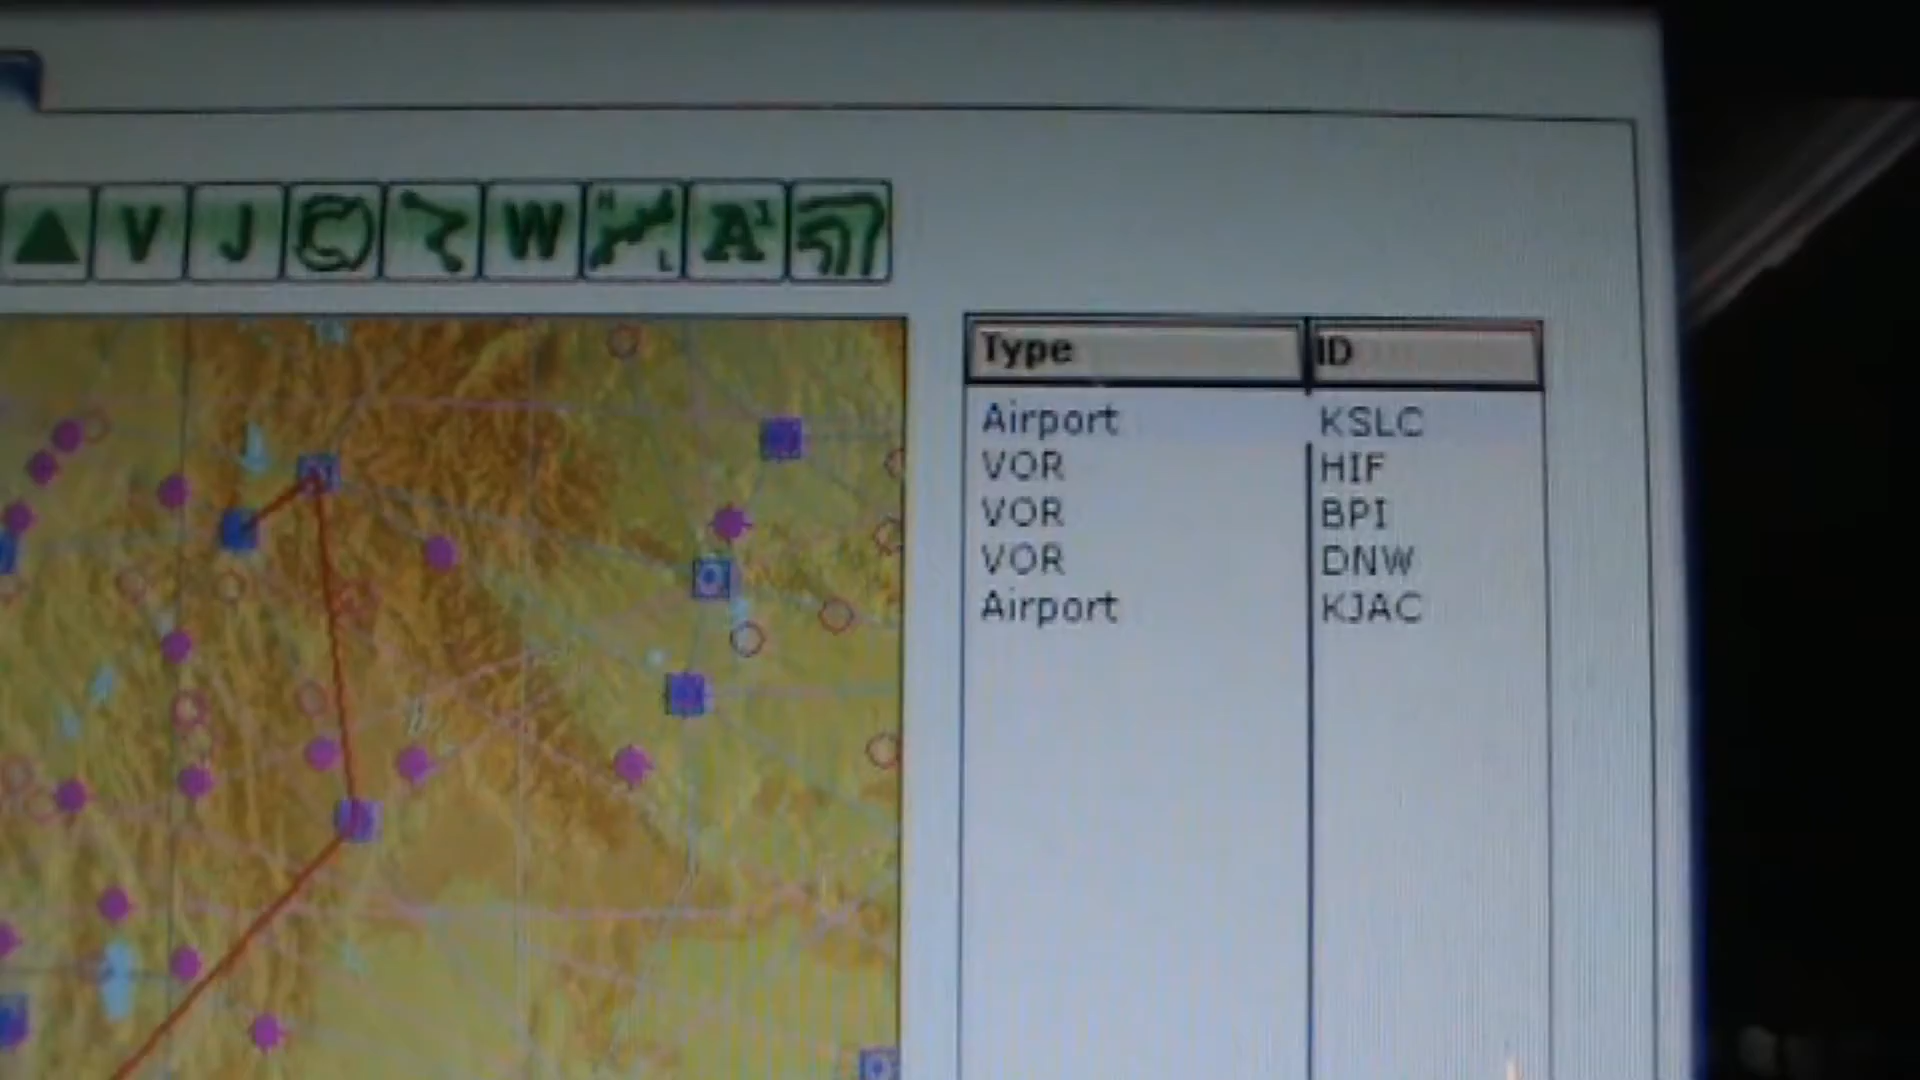 V J W H L A
Type ID
Airport KSLC
VOR HIF
VOR BPI
VOR DNW
Airport KJAC